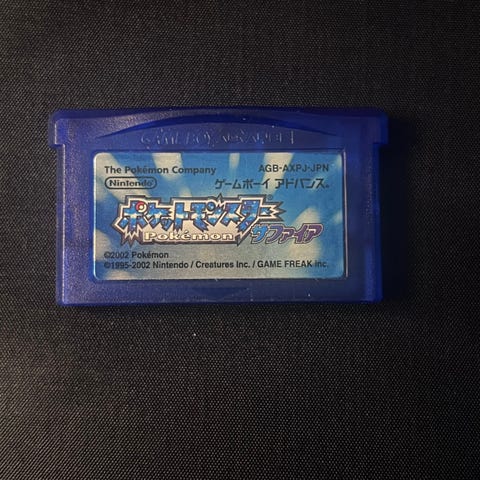 GAME BOY ADVANCE
The Pokémon Company AGB-AXPJ-JPN
Nintendo ゲームボーイ アドバンス
ポケットモンスター
Pokémon サファイア
©2002 Pokémon
©1995-2002 Nintendo / Creatures Inc. / GAME FREAK Inc.